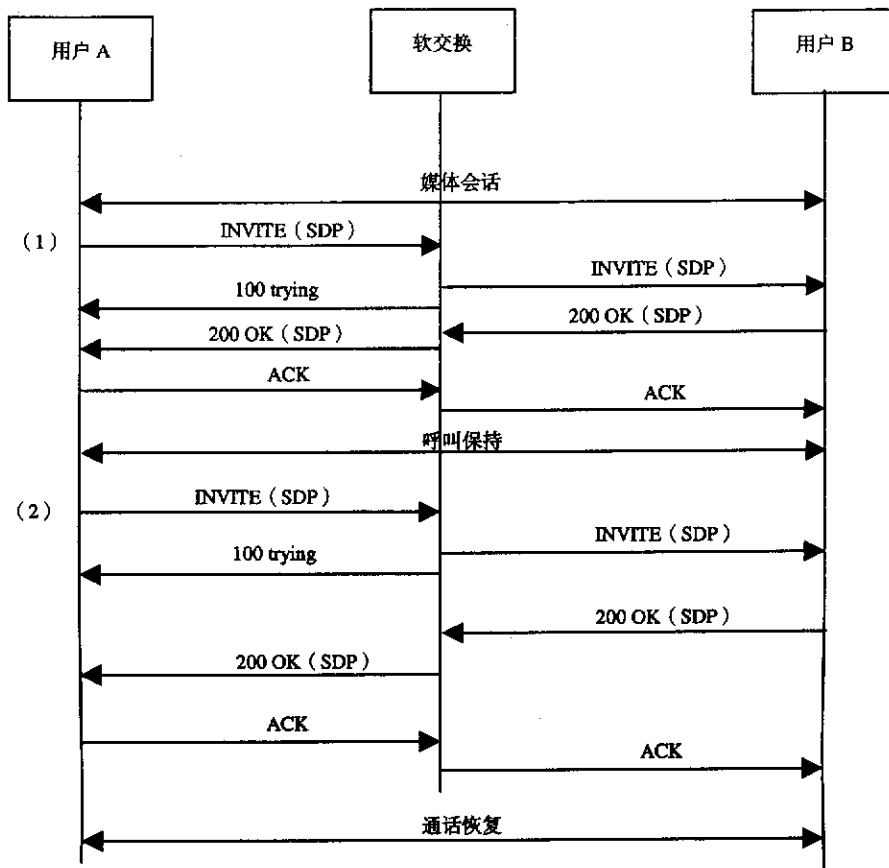 用户 A
软交换
用户 B
媒体会话
(1)
INVITE(SDP)
INVITE(SDP)
100 trying
200 OK(SDP)
200 OK(SDP)
ACK
ACK
呼叫保持
(2)
INVITE(SDP)
INVITE(SDP)
100 trying
200 OK(SDP)
200 OK(SDP)
ACK
ACK
通话恢复